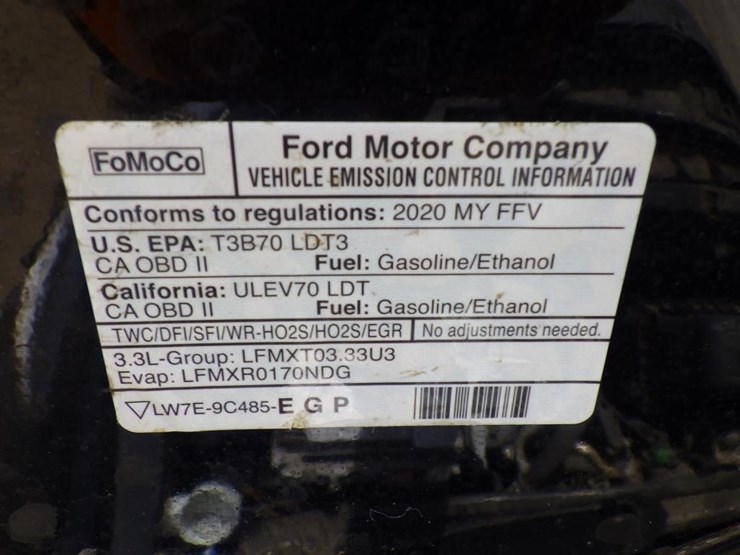 FoMoCo
Ford Motor Company
VEHICLE EMISSION CONTROL INFORMATION
Conforms to regulations: 2020 MY FFV
U.S. EPA: T3B70 LDT3
CA OBD II Fuel: Gasoline/Ethanol
California: ULEV70 LDT
CA OBD II Fuel: Gasoline/Ethanol
TWC/DFI/SFI/WR-HO2S/HO2S/EGR No adjustments needed.
3.3L-Group: LFMXT03.33U3
Evap: LFMXR0170NDG
LW7E-9C485-E G P